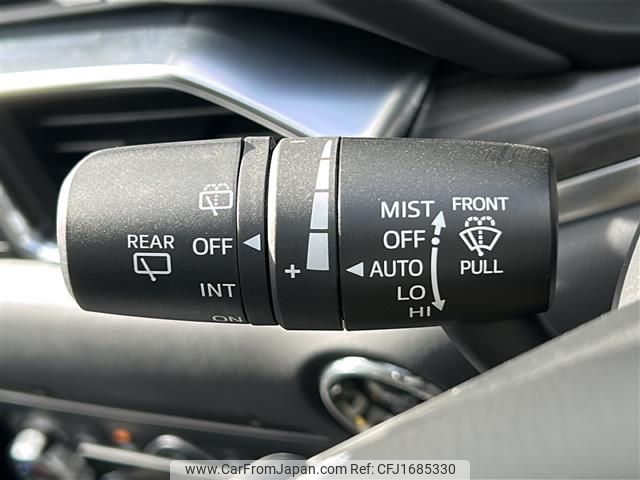 REAR
OFF
INT
ON
− 
+
MIST
OFF
AUTO
LO
HI
FRONT
PULL
www.CarFromJapan.com | Ref: CFJ1685330